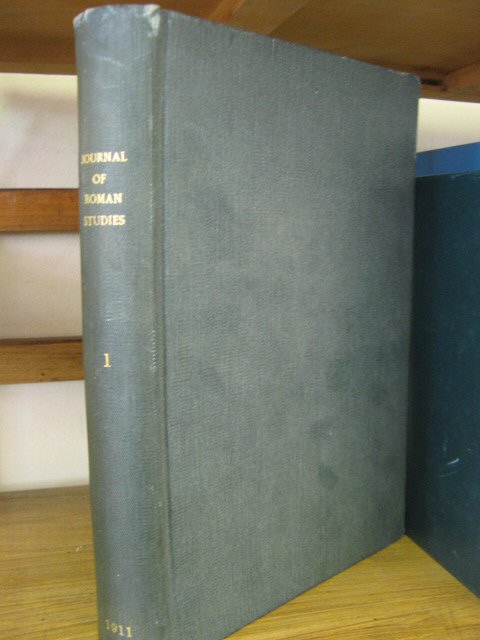 JOURNAL
OF
ROMAN
STUDIES
1
1911